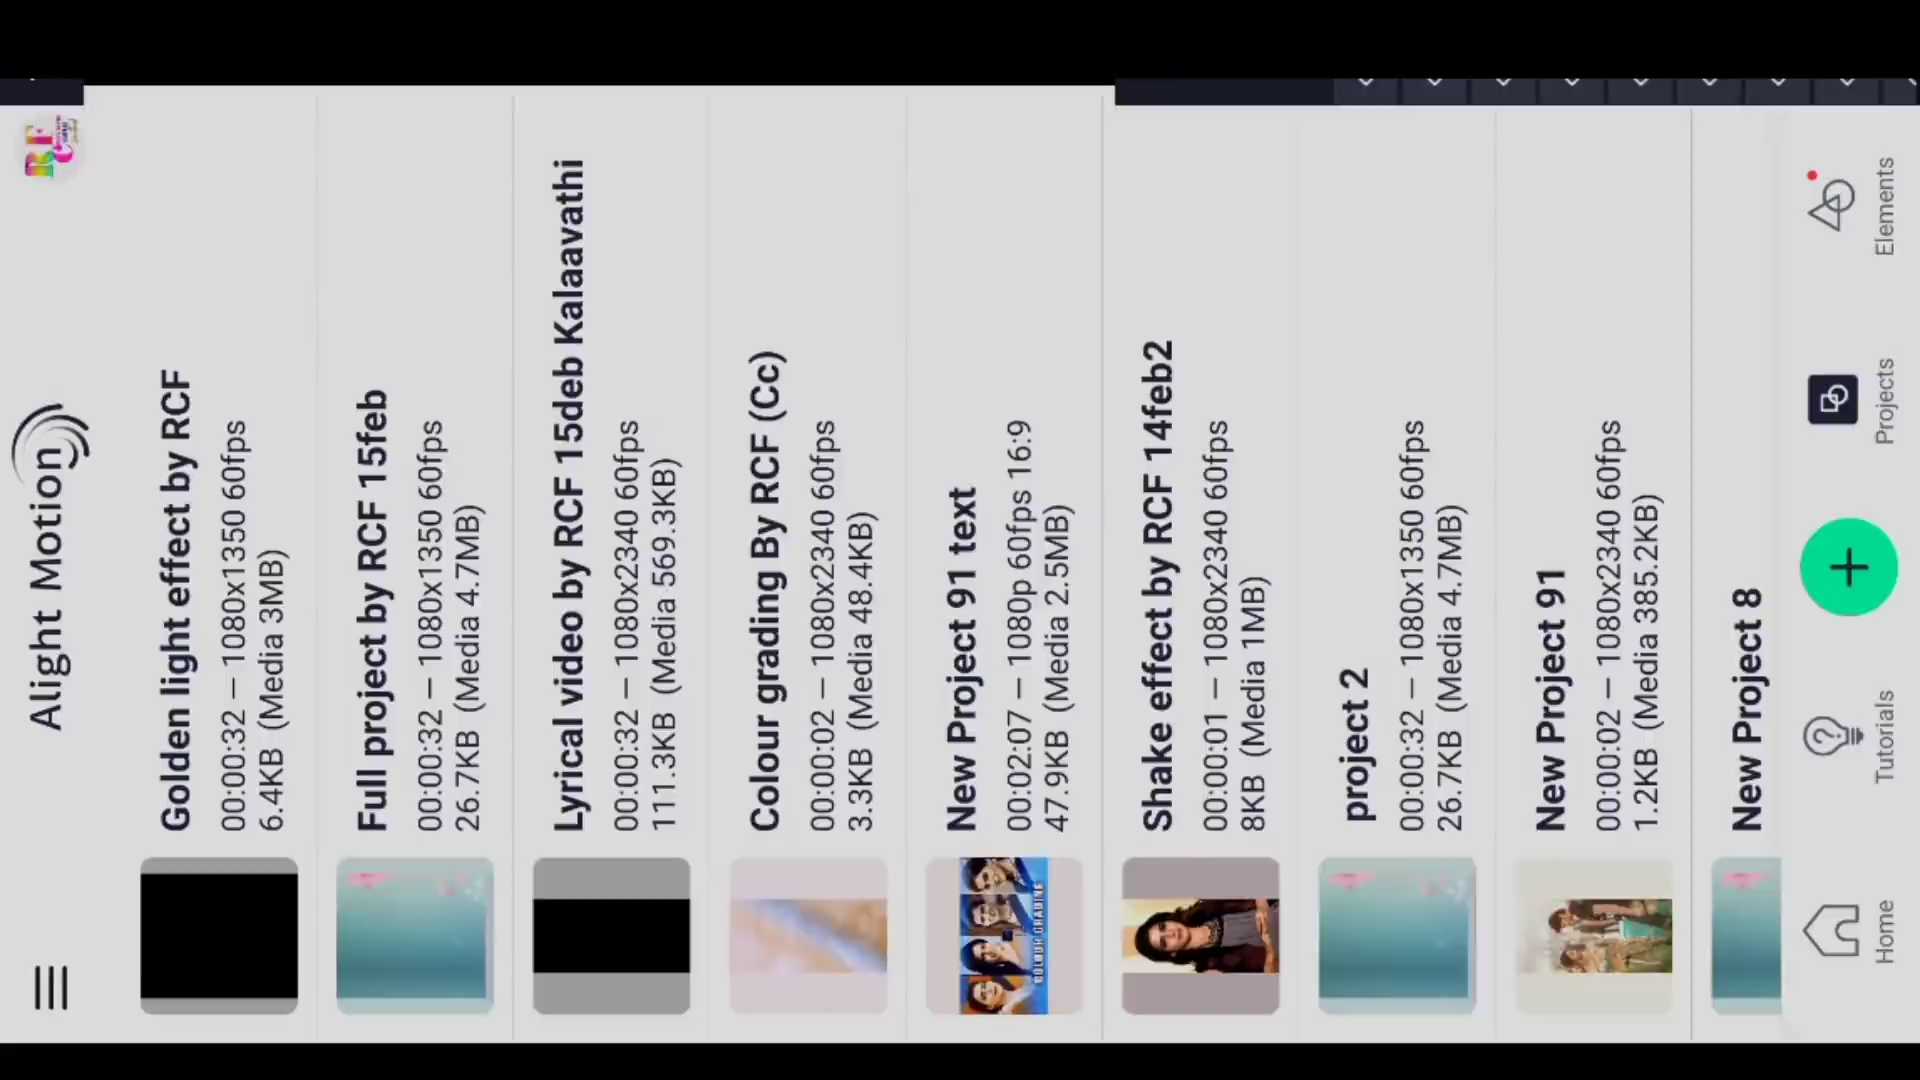 Alight Motion
Golden light effect by RCF
00:00:32 – 1080x1350 60fps
6.4KB (Media 3MB)
Full project by RCF 15feb
00:00:32 – 1080x1350 60fps
26.7KB (Media 4.7MB)
Lyrical video by RCF 15deb Kalaavathi
00:00:32 – 1080x2340 60fps
111.3KB (Media 569.3KB)
Colour grading By RCF (Cc)
00:00:02 – 1080x2340 60fps
3.3KB (Media 48.4KB)
New Project 91 text
00:02:07 – 1080p 60fps 16:9
47.9KB (Media 2.5MB)
COLOUR GRADING
Shake effect by RCF 14feb2
00:00:01 – 1080x2340 60fps
8KB (Media 1MB)
project 2
00:00:32 – 1080x1350 60fps
26.7KB (Media 4.7MB)
New Project 91
00:00:02 – 1080x2340 60fps
1.2KB (Media 385.2KB)
New Project 8
Home
Tutorials
Projects
Elements